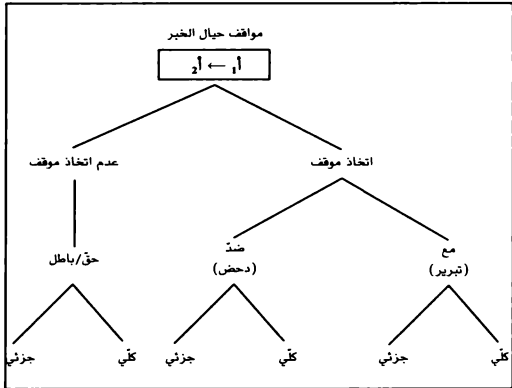 مواقف حيال الخبر
أ1 ← أ2
اتخاذ موقف
عدم اتخاذ موقف
مع
(تبرير)
ضدّ
(دحض)
حقّ/باطل
كلّي
جزئي
كلّي
جزئي
كلّي
جزئي